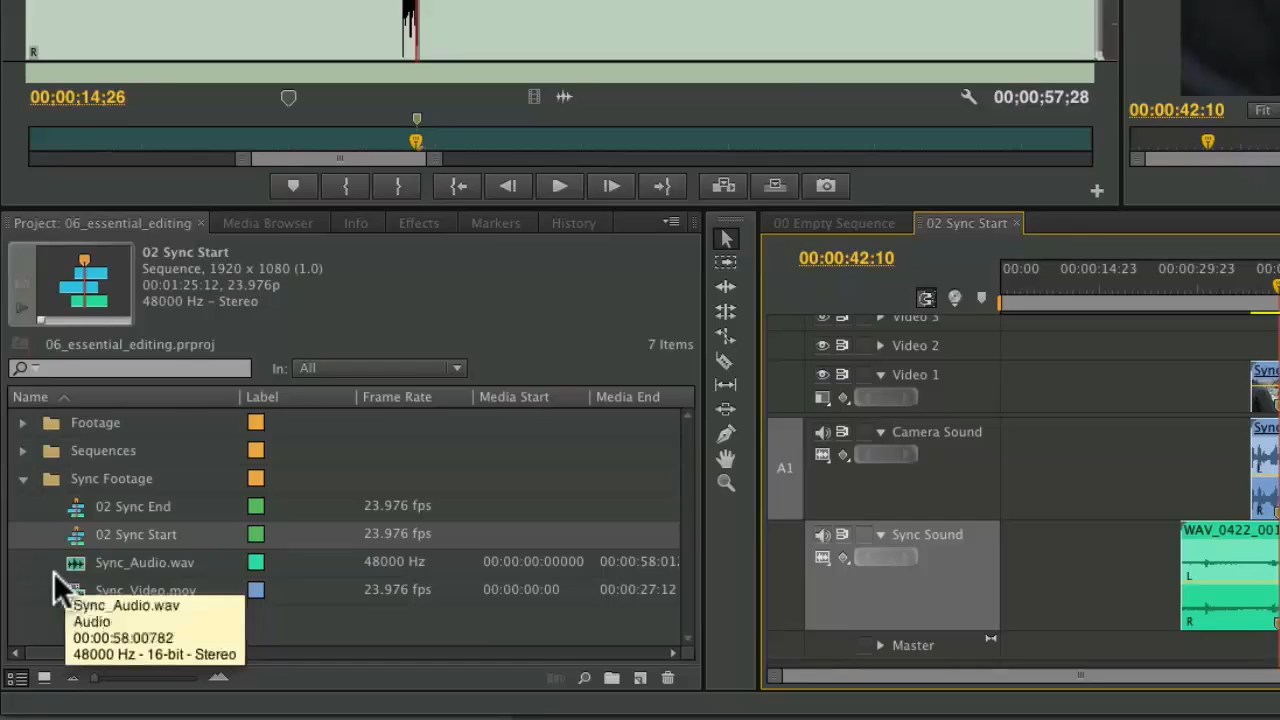 R
00;00;14;26
00;00;57;28
00:00:42:10
Fit
Project: 06_essential_editing ×
Media Browser
Info
Effects
Markers
History
00 Empty Sequence
02 Sync Start ×
02 Sync Start
Sequence, 1920 x 1080 (1.0)
00:01:25:12, 23.976p
48000 Hz – Stereo
00:00:42:10
00:00
00:00:14:23
00:00:29:23
06_essential_editing.prproj
7 Items
In:
All
Name
Label
Frame Rate
Media Start
Media End
Footage
Sequences
Sync Footage
02 Sync End
23.976 fps
02 Sync Start
23.976 fps
Sync_Audio.wav
48000 Hz
00:00:00:00000
00:00:58:01.
Sync_Video.mov
23.976 fps
00:00:00:00
00:00:27:12
Sync_Audio.wav
Audio
00:00:58:00782
48000 Hz - 16-bit - Stereo
Video 3
Video 2
Video 1
Sync
A1
Camera Sound
Sync
L
R
Sync Sound
WAV_0422_001
L
R
Master